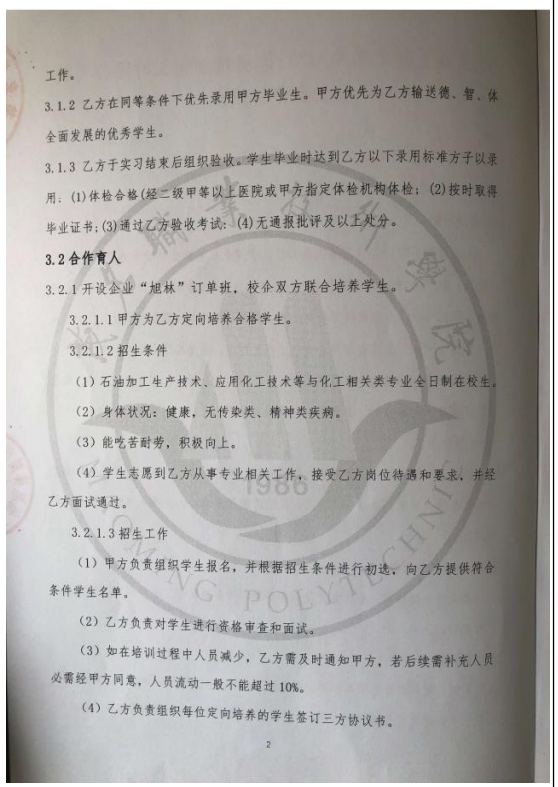 工作。
3.1.2 乙方在同等条件下优先录用甲方毕业生。甲方优先为乙方输送德、智、体
全面发展的优秀学生。
3.1.3 乙方于实习结束后组织验收。学生毕业时达到乙方以下录用标准方予以录
用：(1)体检合格(经二级甲等以上医院或甲方指定体检机构体检；(2)按时取得
毕业证书；(3)通过乙方验收考试；(4)无通报批评及以上处分。
3.2 合作育人
3.2.1 开设企业“旭林”订单班，校企双方联合培养学生。
3.2.1.1 甲方为乙方定向培养合格学生。
3.2.1.2 招生条件
（1）石油加工生产技术、应用化工技术等与化工相关类专业全日制在校生。
（2）身体状况：健康，无传染类、精神类疾病。
（3）能吃苦耐劳，积极向上。
（4）学生志愿到乙方从事专业相关工作，接受乙方岗位待遇和要求，并经
乙方面试通过。
1986
3.2.1.3 招生工作
（1）甲方负责组织学生报名，并根据招生条件进行初选，向乙方提供符合
条件学生名单。
（2）乙方负责对学生进行资格审查和面试。
（3）如在培训过程中人员减少，乙方需及时通知甲方，若后续需补充人员
必需经甲方同意，人员流动一般不能超过 10%。
（4）乙方负责组织每位定向培养的学生签订三方协议书。
2